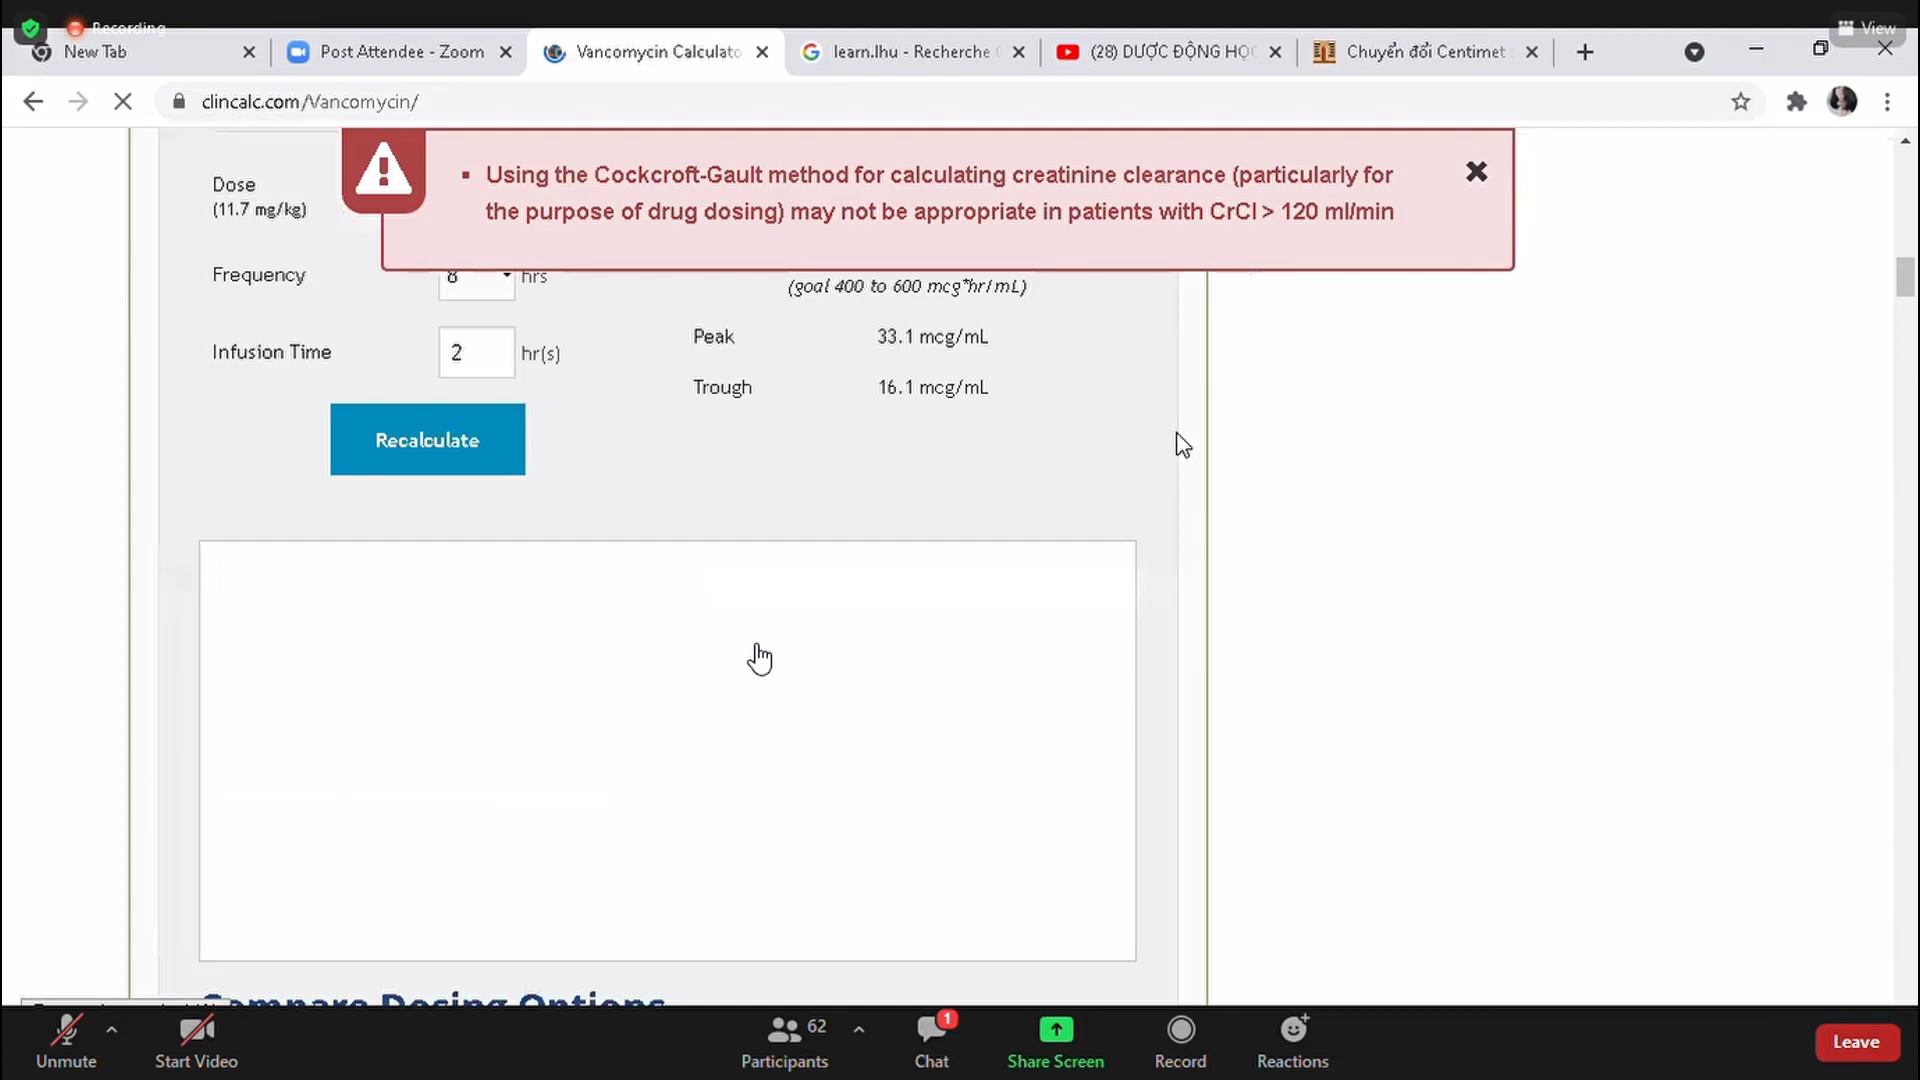 Recording
View
New Tab
Post Attendee - Zoom
Vancomycin Calculato
learn.lhu - Recherche
(28) DƯỢC ĐỘNG HỌC
Chuyển đổi Centimet
clincalc.com/Vancomycin/
Using the Cockcroft-Gault method for calculating creatinine clearance (particularly for
the purpose of drug dosing) may not be appropriate in patients with CrCl > 120 ml/min
Dose
(11.7 mg/kg)
Frequency
8
hrs
(goal 400 to 600 mcg*hr/mL)
Infusion Time
2
hr(s)
Peak
33.1 mcg/mL
Trough
16.1 mcg/mL
Recalculate
Compare Dosing Options
Unmute
Start Video
62
Participants
1
Chat
Share Screen
Record
Reactions
Leave